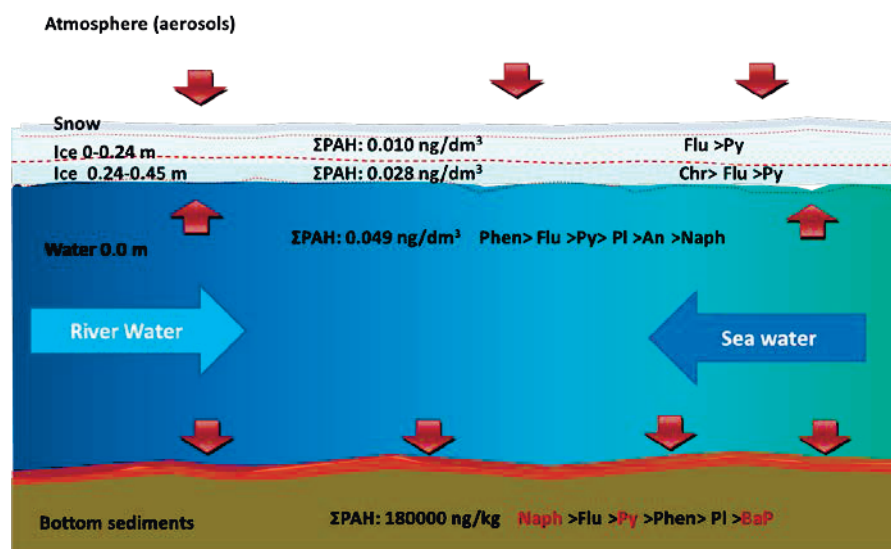 Atmosphere (aerosols)
Snow
Ice 0-0.24 m ΣPAH: 0.010 ng/dm³ Flu >Py
Ice 0.24-0.45 m ΣPAH: 0.028 ng/dm³ Chr> Flu >Py
ΣPAH: 0.049 ng/dm³ Phen> Flu >Py> Pl >An >Naph
Water 0.0 m
River Water
Sea water
Bottom sediments ΣPAH: 180000 ng/kg Naph >Flu >Py >Phen> Pl >BaP